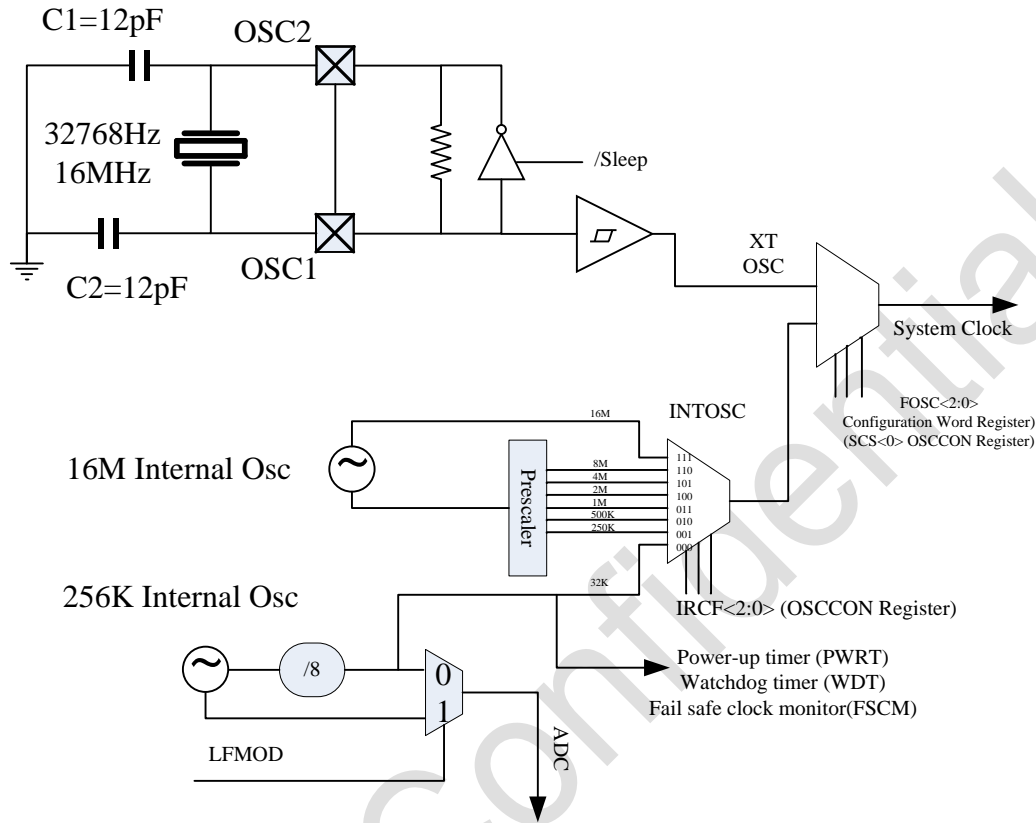 C1=12pF
OSC2
32768Hz
16MHz
/Sleep
OSC1
C2=12pF
XT
OSC
System Clock
FOSC<2:0>
Configuration Word Register)
(SCS<0> OSCCON Register)
INTOSC
16M
16M Internal Osc
Prescaler
8M
4M
2M
1M
500K
250K
111
110
101
100
011
010
001
000
32K
256K Internal Osc
IRCF<2:0> (OSCCON Register)
/8
0
1
Power-up timer (PWRT)
Watchdog timer (WDT)
Fail safe clock monitor(FSCM)
LFMOD
ADC
Confidential